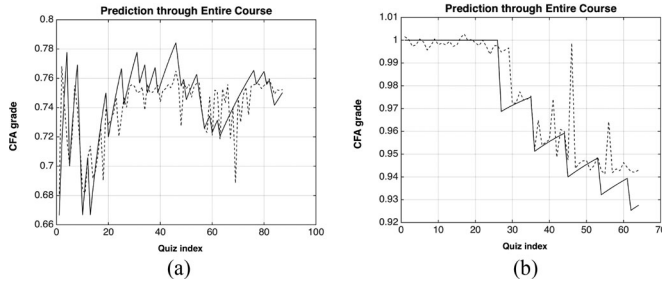 Prediction through Entire Course
0.8
0.78
0.76
0.74
0.72
0.7
0.68
0.66
CFA grade
0 20 40 60 80 100
Quiz index
(a)
Prediction through Entire Course
1.01
1
0.99
0.98
0.97
0.96
0.95
0.94
0.93
0.92
CFA grade
0 10 20 30 40 50 60 70
Quiz index
(b)